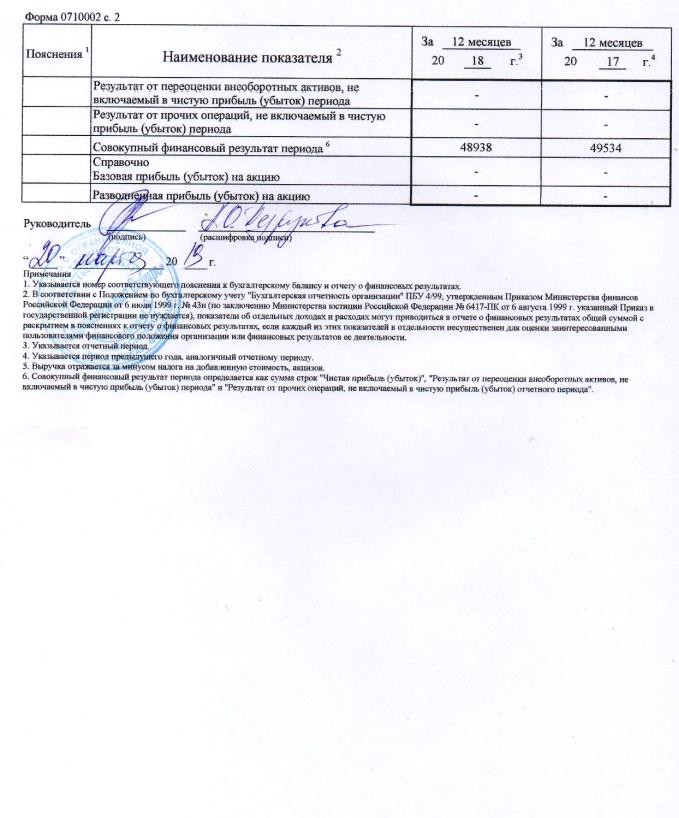 Форма 0710002 с. 2
Пояснения 1
Наименование показателя 2
За 12 месяцев
20 18 г.3
За 12 месяцев
20 17 г.4
Результат от переоценки внеоборотных активов, не
включаемый в чистую прибыль (убыток) периода
-
-
Результат от прочих операций, не включаемый в чистую
прибыль (убыток) периода
-
-
Совокупный финансовый результат периода 6
48938
49534
Справочно
Базовая прибыль (убыток) на акцию
-
-
Разводненная прибыль (убыток) на акцию
-
-
Руководитель
(подпись)
(расшифровка подписи)
"20" марта 20 19 г.
Примечания
1. Указывается номер соответствующего пояснения к бухгалтерскому балансу и отчету о финансовых результатах.
2. В соответствии с Положением по бухгалтерскому учету "Бухгалтерская отчетность организации" ПБУ 4/99, утвержденным Приказом Министерства финансов
Российской Федерации от 6 июля 1999 г. № 43н (по заключению Министерства юстиции Российской Федерации № 6417-ПК от 6 августа 1999 г. указанный Приказ в
государственной регистрации не нуждается), показатели об отдельных доходах и расходах могут приводиться в отчете о финансовых результатах общей суммой с
раскрытием в пояснениях к отчету о финансовых результатах, если каждый из этих показателей в отдельности несущественен для оценки заинтересованными
пользователями финансового положения организации или финансовых результатов ее деятельности.
3. Указывается отчетный период.
4. Указывается период предыдущего года, аналогичный отчетному периоду.
5. Выручка отражается за минусом налога на добавленную стоимость, акцизов.
6. Совокупный финансовый результат периода определяется как сумма строк "Чистая прибыль (убыток)", "Результат от переоценки внеоборотных активов, не
включаемый в чистую прибыль (убыток) периода" и "Результат от прочих операций, не включаемый в чистую прибыль (убыток) отчетного периода".